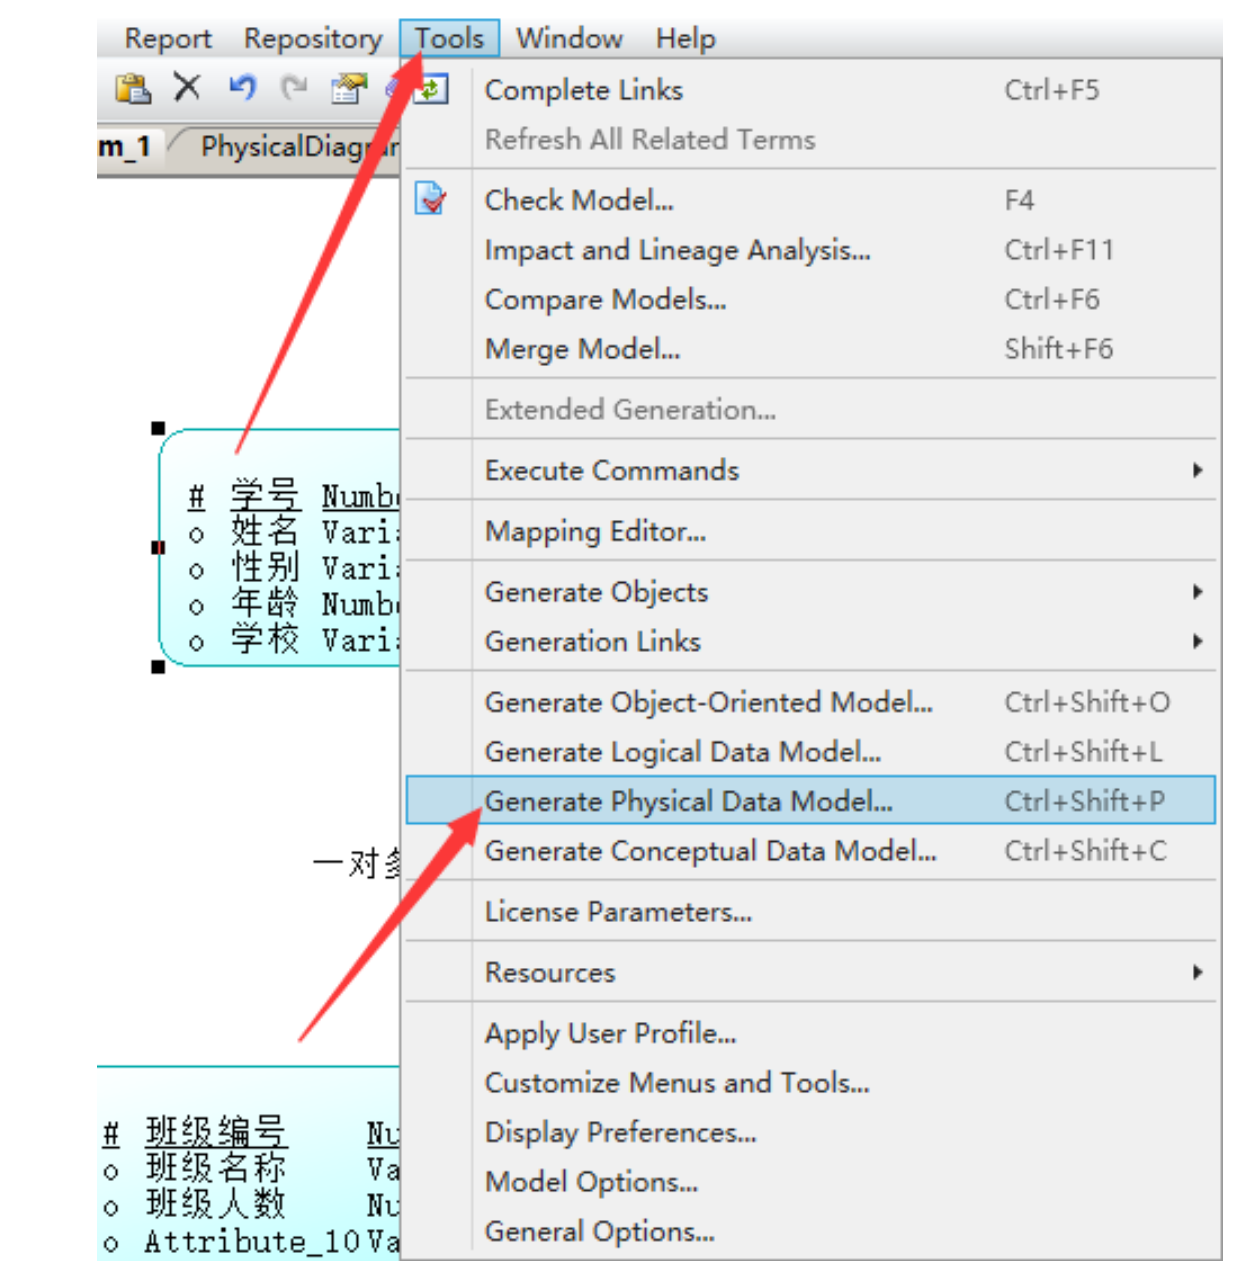 Report Repository Tools Window Help
Complete Links Ctrl+F5
m_1 PhysicalDiagra
Refresh All Related Terms
Check Model... F4
Impact and Lineage Analysis... Ctrl+F11
Compare Models... Ctrl+F6
Merge Model... Shift+F6
Extended Generation...
Execute Commands
# 学号 Numb
Mapping Editor...
o 姓名 Vari
o 性别 Vari
Generate Objects
o 年龄 Numb
Generation Links
o 学校 Vari
Generate Object-Oriented Model... Ctrl+Shift+O
Generate Logical Data Model... Ctrl+Shift+L
Generate Physical Data Model... Ctrl+Shift+P
Generate Conceptual Data Model... Ctrl+Shift+C
一对多
License Parameters...
Resources
Apply User Profile...
Customize Menus and Tools...
# 班级编号 Nu
Display Preferences...
o 班级名称 Va
Model Options...
o 班级人数 Nu
General Options...
o Attribute_10 Va